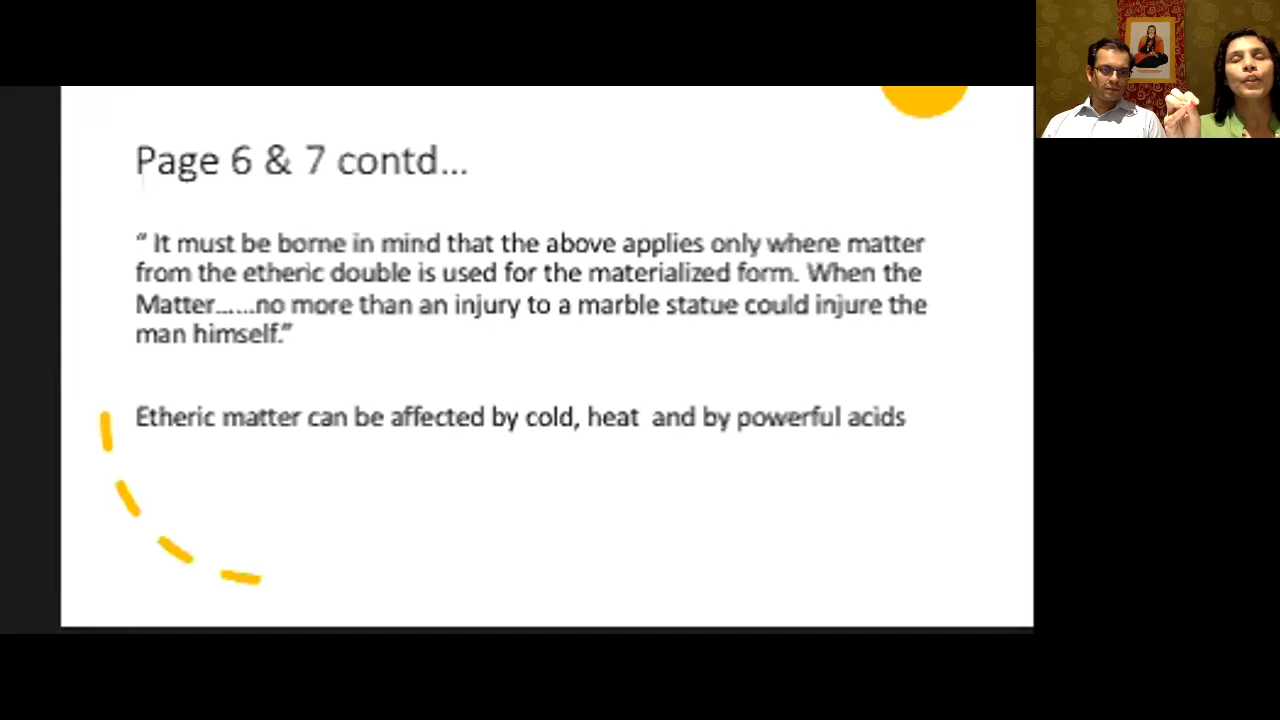 Page 6 & 7 contd...
“ It must be borne in mind that the above applies only where matter
from the etheric double is used for the materialized form. When the
Matter……no more than an injury to a marble statue could injure the
man himself.”
Etheric matter can be affected by cold, heat  and by powerful acids